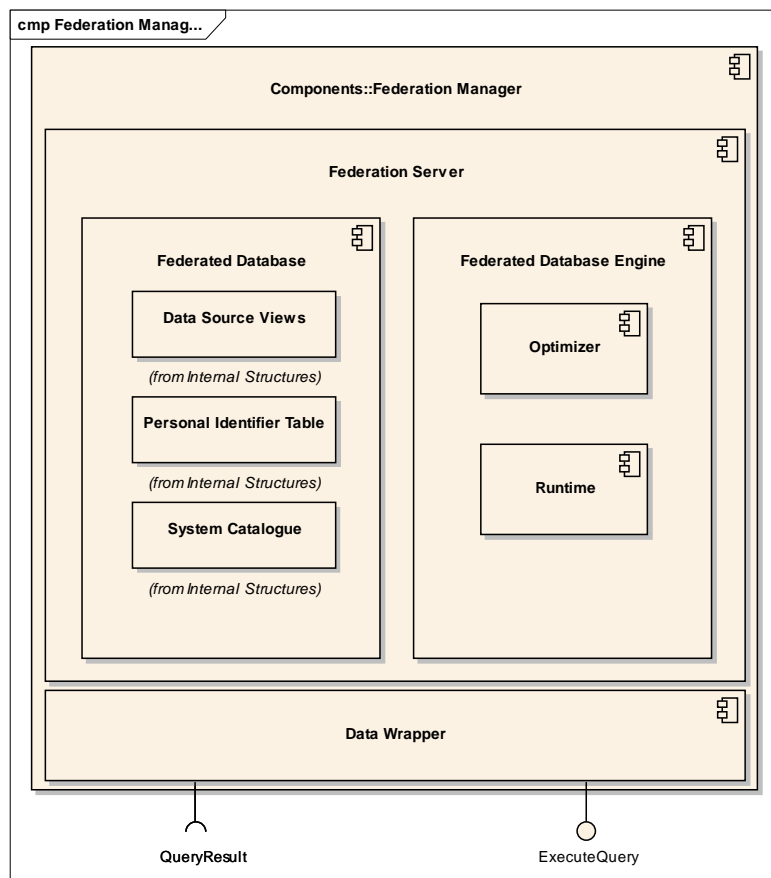 cmp Federation Manag...
Components::Federation Manager
Federation Server
Federated Database
Data Source Views
(from Internal Structures)
Personal Identifier Table
(from Internal Structures)
System Catalogue
(from Internal Structures)
Federated Database Engine
Optimizer
Runtime
Data Wrapper
QueryResult
ExecuteQuery